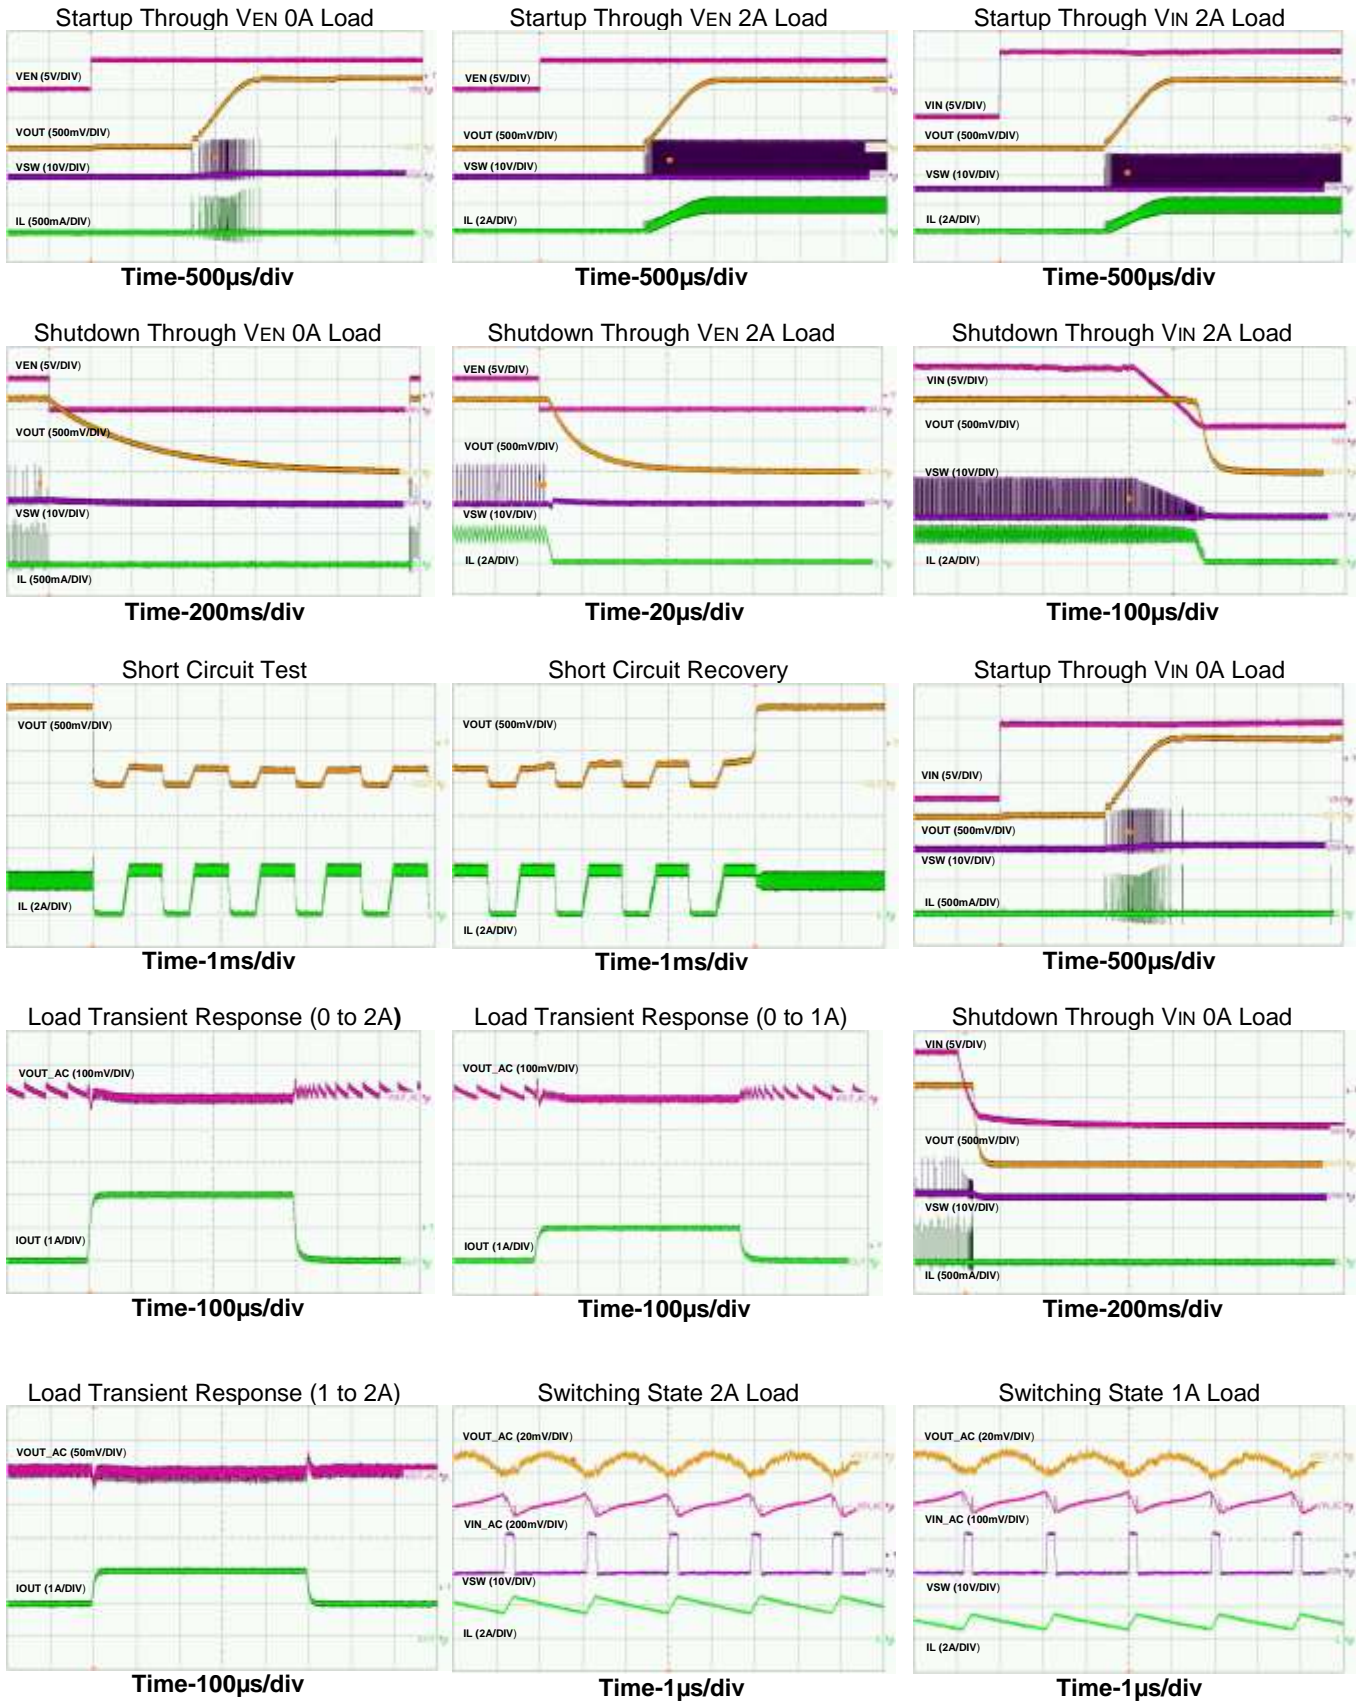 Startup Through VEN 0A Load
VEN (5V/DIV)
VOUT (500mV/DIV)
VSW (10V/DIV)
IL (500mA/DIV)
Time-500µs/div
Startup Through VEN 2A Load
VEN (5V/DIV)
VOUT (500mV/DIV)
VSW (10V/DIV)
IL (2A/DIV)
Time-500µs/div
Startup Through VIN 2A Load
VIN (5V/DIV)
VOUT (500mV/DIV)
VSW (10V/DIV)
IL (2A/DIV)
Time-500µs/div
Shutdown Through VEN 0A Load
VEN (5V/DIV)
VOUT (500mV/DIV)
VSW (10V/DIV)
IL (500mA/DIV)
Time-200ms/div
Shutdown Through VEN 2A Load
VEN (5V/DIV)
VOUT (500mV/DIV)
VSW (10V/DIV)
IL (2A/DIV)
Time-20µs/div
Shutdown Through VIN 2A Load
VIN (5V/DIV)
VOUT (500mV/DIV)
VSW (10V/DIV)
IL (2A/DIV)
Time-100µs/div
Short Circuit Test
VOUT (500mV/DIV)
IL (2A/DIV)
Time-1ms/div
Short Circuit Recovery
VOUT (500mV/DIV)
IL (2A/DIV)
Time-1ms/div
Startup Through VIN 0A Load
VIN (5V/DIV)
VOUT (500mV/DIV)
VSW (10V/DIV)
IL (500mA/DIV)
Time-500µs/div
Load Transient Response (0 to 2A)
VOUT_AC (100mV/DIV)
IOUT (1A/DIV)
Time-100µs/div
Load Transient Response (0 to 1A)
VOUT_AC (100mV/DIV)
IOUT (1A/DIV)
Time-100µs/div
Shutdown Through VIN 0A Load
VIN (5V/DIV)
VOUT (500mV/DIV)
VSW (10V/DIV)
IL (500mA/DIV)
Time-200ms/div
Load Transient Response (1 to 2A)
VOUT_AC (50mV/DIV)
IOUT (1A/DIV)
Time-100µs/div
Switching State 2A Load
VOUT_AC (20mV/DIV)
VIN_AC (200mV/DIV)
VSW (10V/DIV)
IL (2A/DIV)
Time-1µs/div
Switching State 1A Load
VOUT_AC (20mV/DIV)
VIN_AC (100mV/DIV)
VSW (10V/DIV)
IL (2A/DIV)
Time-1µs/div